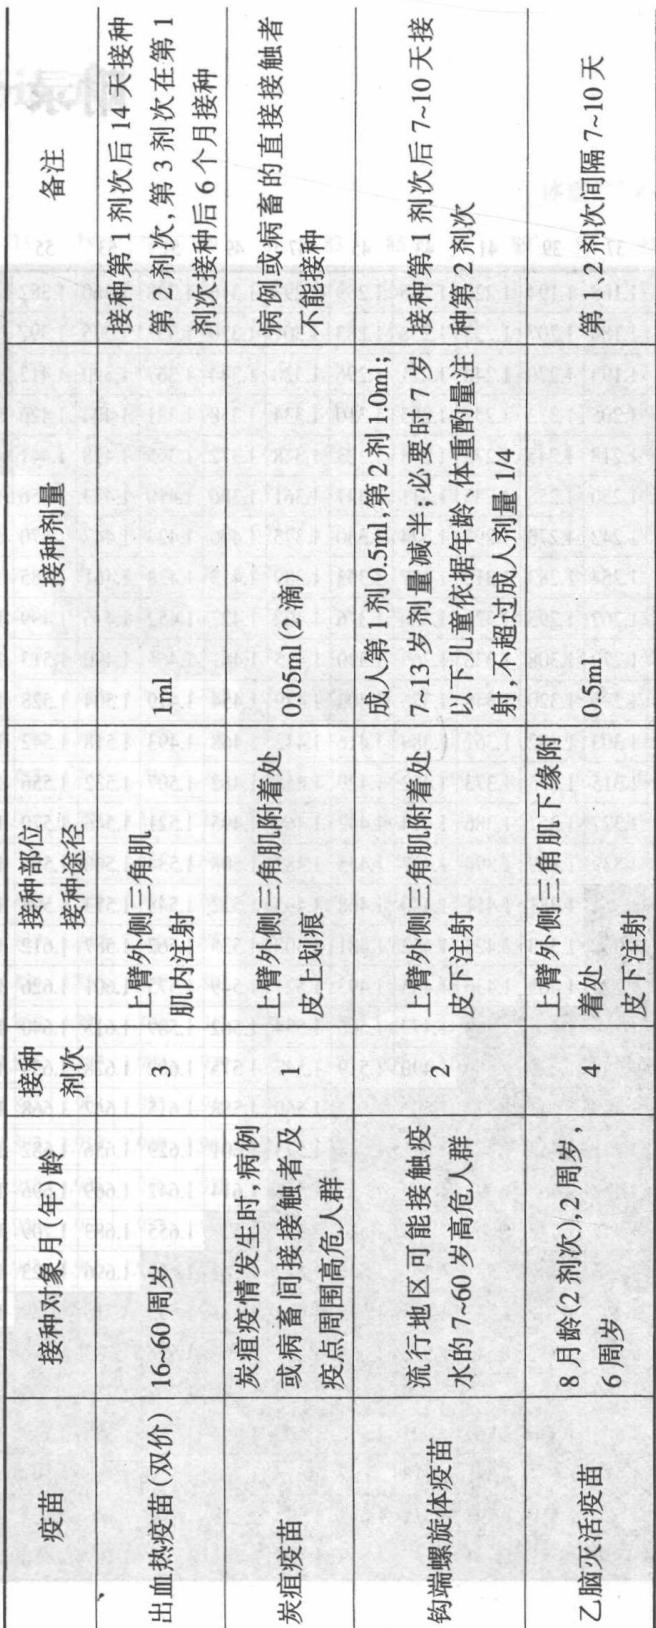 疫苗
接种对象月(年)龄
接种
剂次
接种部位
接种途径
接种剂量
备注
出血热疫苗(双价)
16~60周岁
3
上臂外侧三角肌
肌内注射
1ml
接种第1剂次后14天接种
第2剂次,第3剂次在第1
剂次接种后6个月接种
炭疽疫苗
炭疽疫情发生时,病例
或病畜间接接触者及
疫点周围高危人群
1
上臂外侧三角肌附着处
皮上划痕
0.05ml(2滴)
病例或病畜的直接接触者
不能接种
钩端螺旋体疫苗
流行地区可能接触疫
水的7~60岁高危人群
2
上臂外侧三角肌附着处
皮下注射
成人第1剂0.5ml,第2剂1.0ml;
7~13岁剂量减半;必要时7岁
以下儿童依据年龄、体重酌量注
射,不超过成人剂量1/4
接种第1剂次后7~10天接
种第2剂次
乙脑灭活疫苗
8月龄(2剂次),2周岁,
6周岁
4
上臂外侧三角肌下缘附
着处
皮下注射
0.5ml
第1、2剂次间隔7~10天